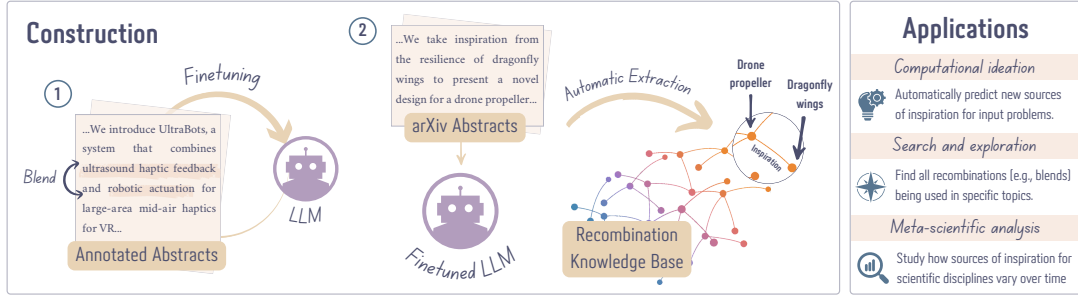 Construction
1
...We introduce UltraBots, a
system that combines
ultrasound haptic feedback
and robotic actuation for
large-area mid-air haptics
for VR...
Blend
Annotated Abstracts
Finetuning
LLM
2
...We take inspiration from
the resilience of dragonfly
wings to present a novel
design for a drone propeller...
arXiv Abstracts
Finetuned LLM
Automatic Extraction
Drone
propeller
Dragonfly
wings
Inspiration
Recombination
Knowledge Base
Applications
Computational ideation
Automatically predict new sources
of inspiration for input problems.
Search and exploration
Find all recombinations [e.g., blends]
being used in specific topics.
Meta-scientific analysis
Study how sources of inspiration for
scientific disciplines vary over time